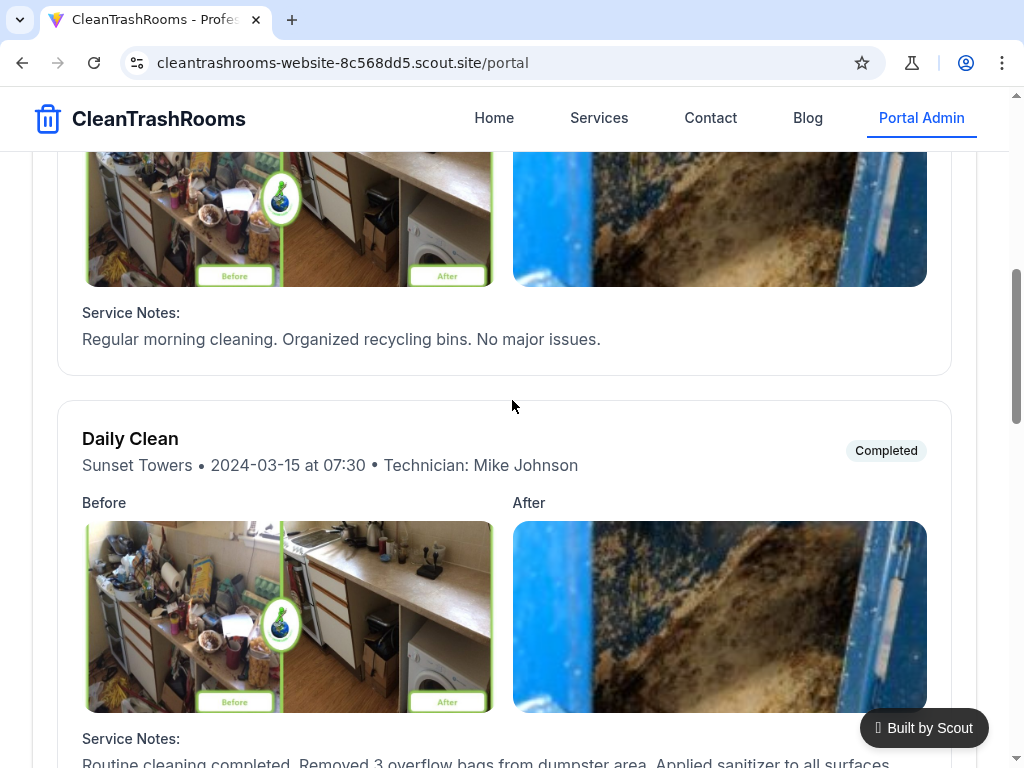 CleanTrashRooms - Profes
cleantrashrooms-website-8c568dd5.scout.site/portal
CleanTrashRooms
Home
Services
Contact
Blog
Portal Admin
Before
After
Service Notes:
Regular morning cleaning. Organized recycling bins. No major issues.
Daily Clean
Sunset Towers • 2024-03-15 at 07:30 • Technician: Mike Johnson
Completed
Before
After
Before
After
Built by Scout
Service Notes:
Routine cleaning completed. Removed 3 overflow bags from dumpster area. Applied sanitizer to all surfaces.